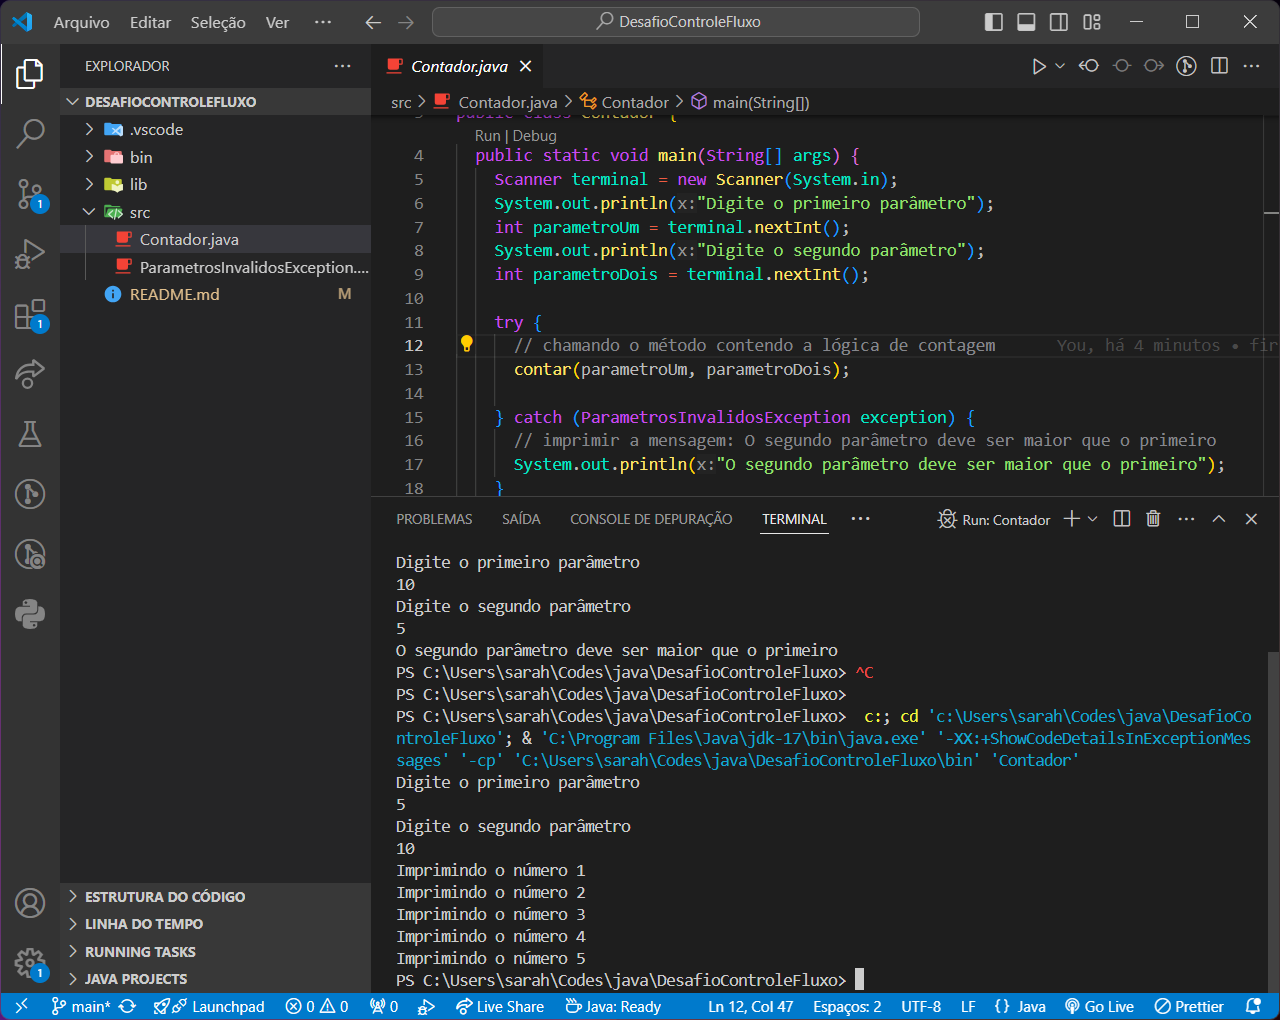 Arquivo Editar Seleção Ver ··· DesafioControleFluxo
EXPLORADOR ···
DESAFIOCONTROLEFLUXO
.vscode
bin
lib
src
Contador.java
ParametrosInvalidosException....
README.md M
ESTRUTURA DO CÓDIGO
LINHA DO TEMPO
RUNNING TASKS
JAVA PROJECTS
1
1
1
Contador.java
src > Contador.java > Contador > main(String[])
3 public class Contador {
Run | Debug
4 public static void main(String[] args) {
5 Scanner terminal = new Scanner(System.in);
6 System.out.println(x:"Digite o primeiro parâmetro");
7 int parametroUm = terminal.nextInt();
8 System.out.println(x:"Digite o segundo parâmetro");
9 int parametroDois = terminal.nextInt();
10
11 try {
12 // chamando o método contendo a lógica de contagem You, há 4 minutos • fir
13 contar(parametroUm, parametroDois);
14
15 } catch (ParametrosInvalidosException exception) {
16 // imprimir a mensagem: O segundo parâmetro deve ser maior que o primeiro
17 System.out.println(x:"O segundo parâmetro deve ser maior que o primeiro");
18 }
PROBLEMAS SAÍDA CONSOLE DE DEPURAÇÃO TERMINAL ··· Run: Contador
Digite o primeiro parâmetro
10
Digite o segundo parâmetro
5
O segundo parâmetro deve ser maior que o primeiro
PS C:\Users\sarah\Codes\java\DesafioControleFluxo> ^C
PS C:\Users\sarah\Codes\java\DesafioControleFluxo>
PS C:\Users\sarah\Codes\java\DesafioControleFluxo> c:; cd 'c:\Users\sarah\Codes\java\DesafioCo
ntroleFluxo'; & 'C:\Program Files\Java\jdk-17\bin\java.exe' '-XX:+ShowCodeDetailsInExceptionMes
sages' '-cp' 'C:\Users\sarah\Codes\java\DesafioControleFluxo\bin' 'Contador'
Digite o primeiro parâmetro
5
Digite o segundo parâmetro
10
Imprimindo o número 1
Imprimindo o número 2
Imprimindo o número 3
Imprimindo o número 4
Imprimindo o número 5
PS C:\Users\sarah\Codes\java\DesafioControleFluxo>
main* Launchpad 0 0 0 Live Share Java: Ready Ln 12, Col 47 Espaços: 2 UTF-8 LF {} Java Go Live Prettier